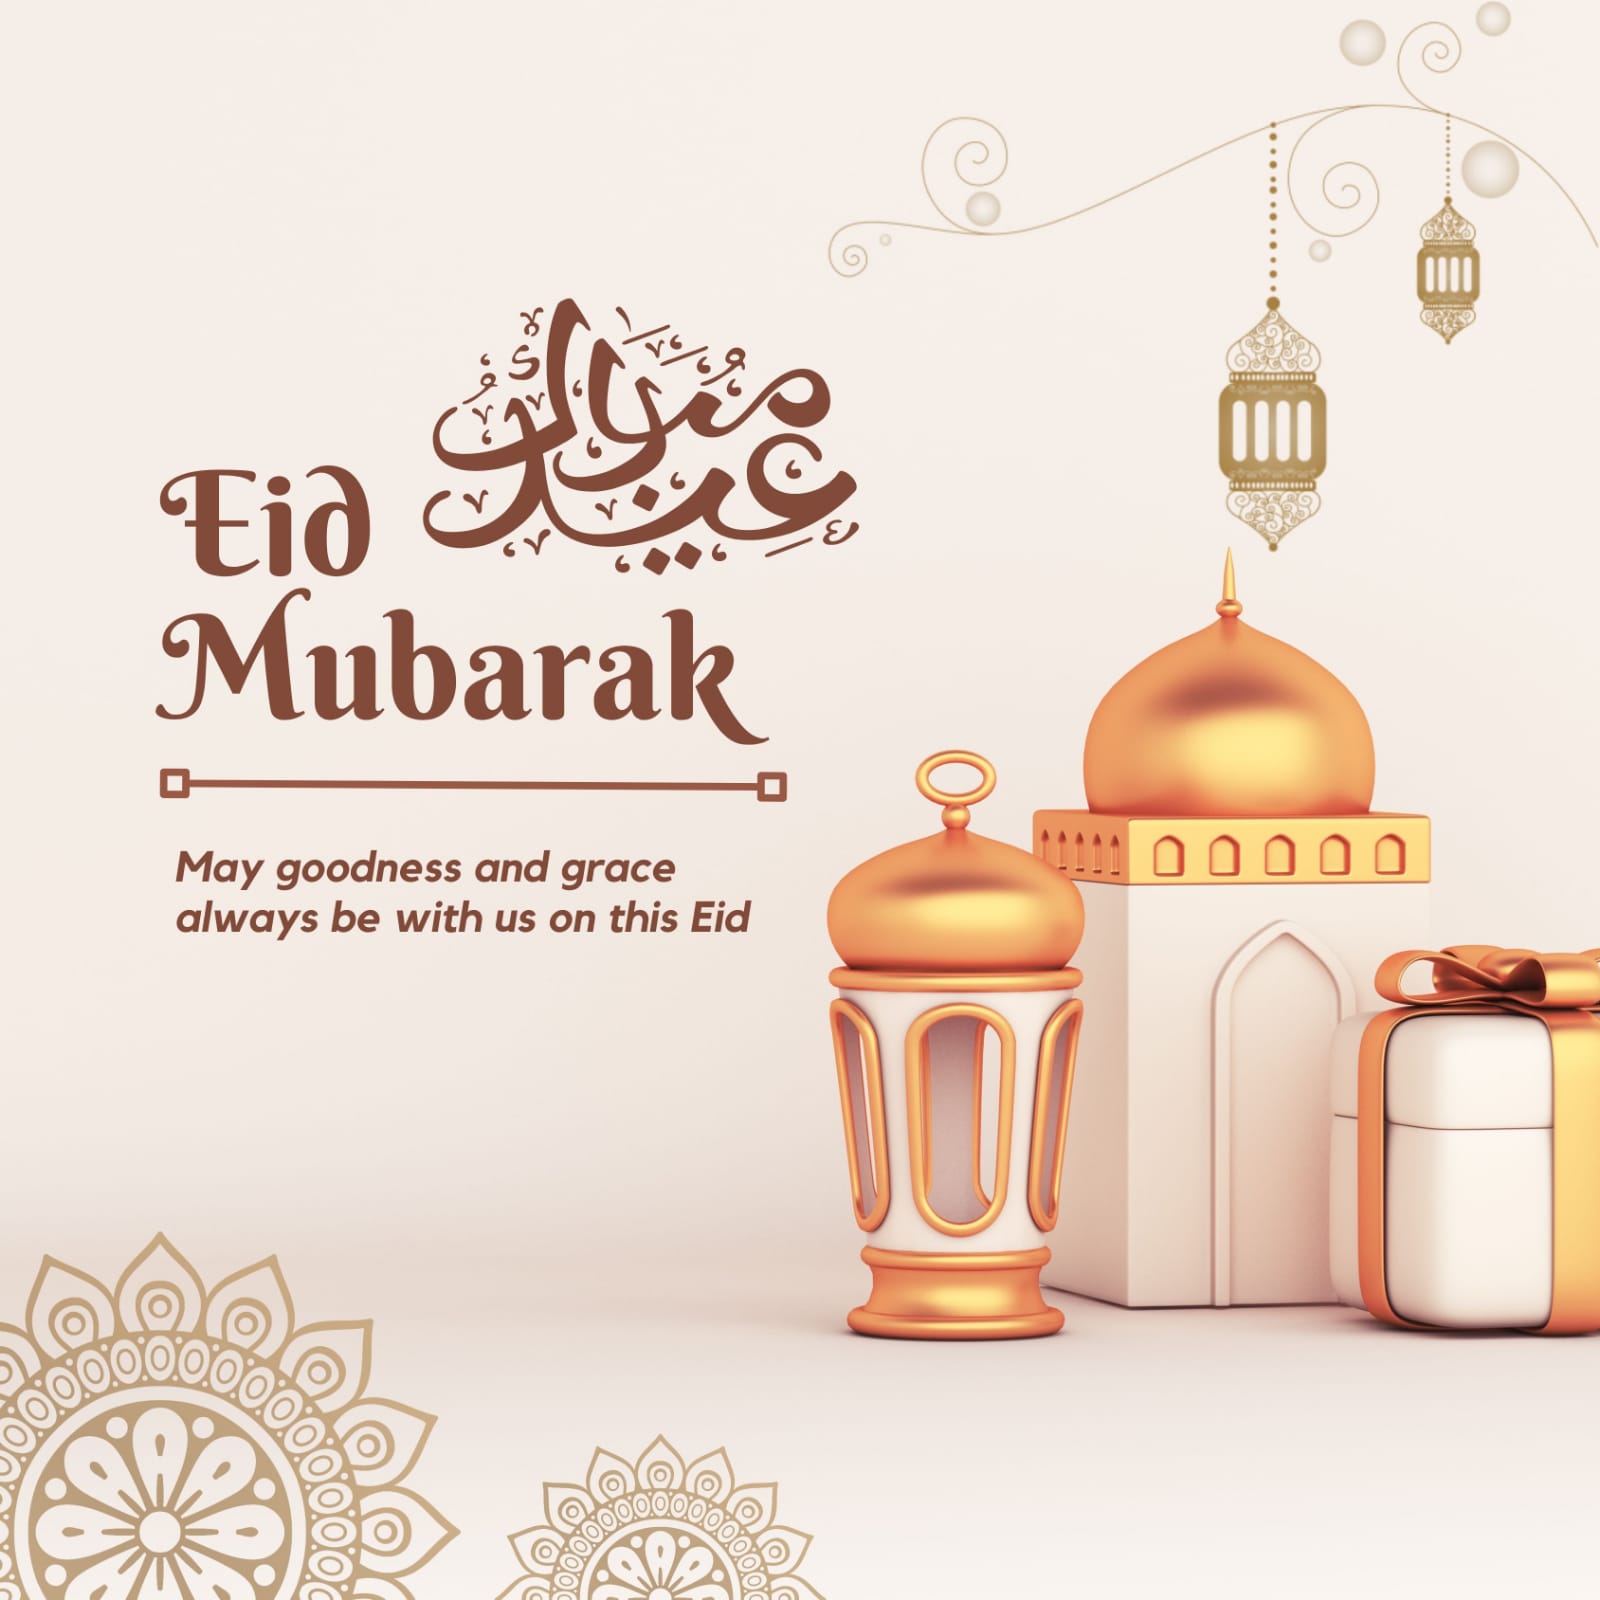 عيد مبارك
Eid
Mubarak
May goodness and grace
always be with us on this Eid